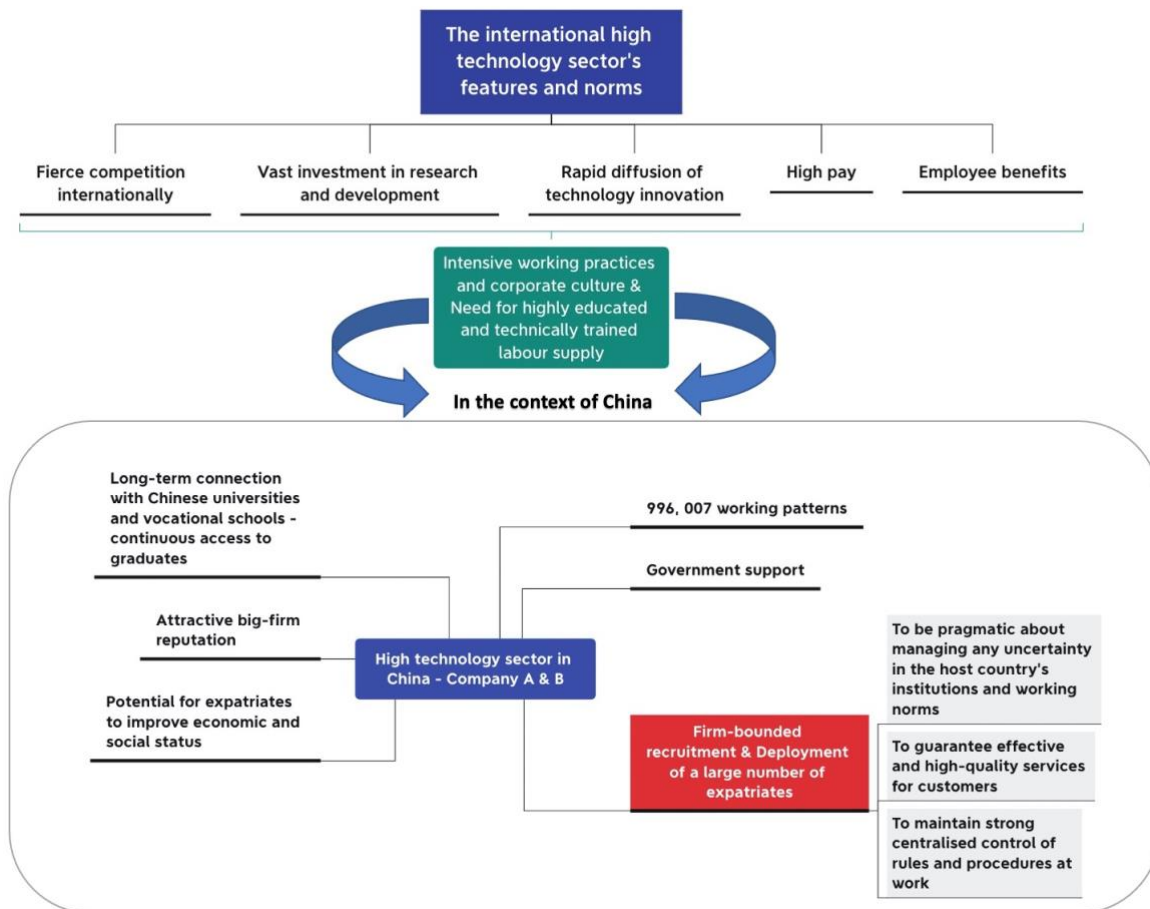 The international high
technology sector's
features and norms
Fierce competition
internationally
Vast investment in research
and development
Rapid diffusion of
technology innovation
High pay
Employee benefits
Intensive working practices
and corporate culture &
Need for highly educated
and technically trained
labour supply
In the context of China
Long-term connection
with Chinese universities
and vocational schools -
continuous access to
graduates
Attractive big-firm
reputation
Potential for expatriates
to improve economic and
social status
High technology sector in
China - Company A & B
996, 007 working patterns
Government support
Firm-bounded
recruitment & Deployment
of a large number of
expatriates
To be pragmatic about
managing any uncertainty
in the host country's
institutions and working
norms
To guarantee effective
and high-quality services
for customers
To maintain strong
centralised control of
rules and procedures at
work